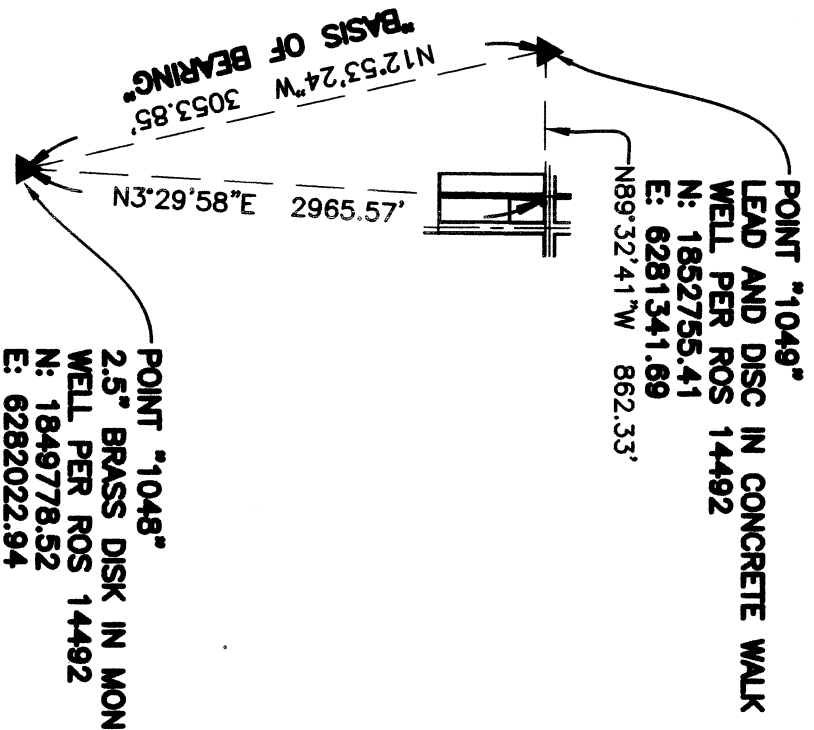 POINT "1049"
LEAD AND DISC IN CONCRETE WALK
WELL PER ROS 14492
N: 1852755.41
E: 6281341.69
N89°32'41"W 862.33'
"BASIS OF BEARING"
N12°53'24"W
3053.85'
N3°29'58"E 2965.57'
POINT "1048"
2.5" BRASS DISK IN MON
WELL PER ROS 14492
N: 1849778.52
E: 6282022.94